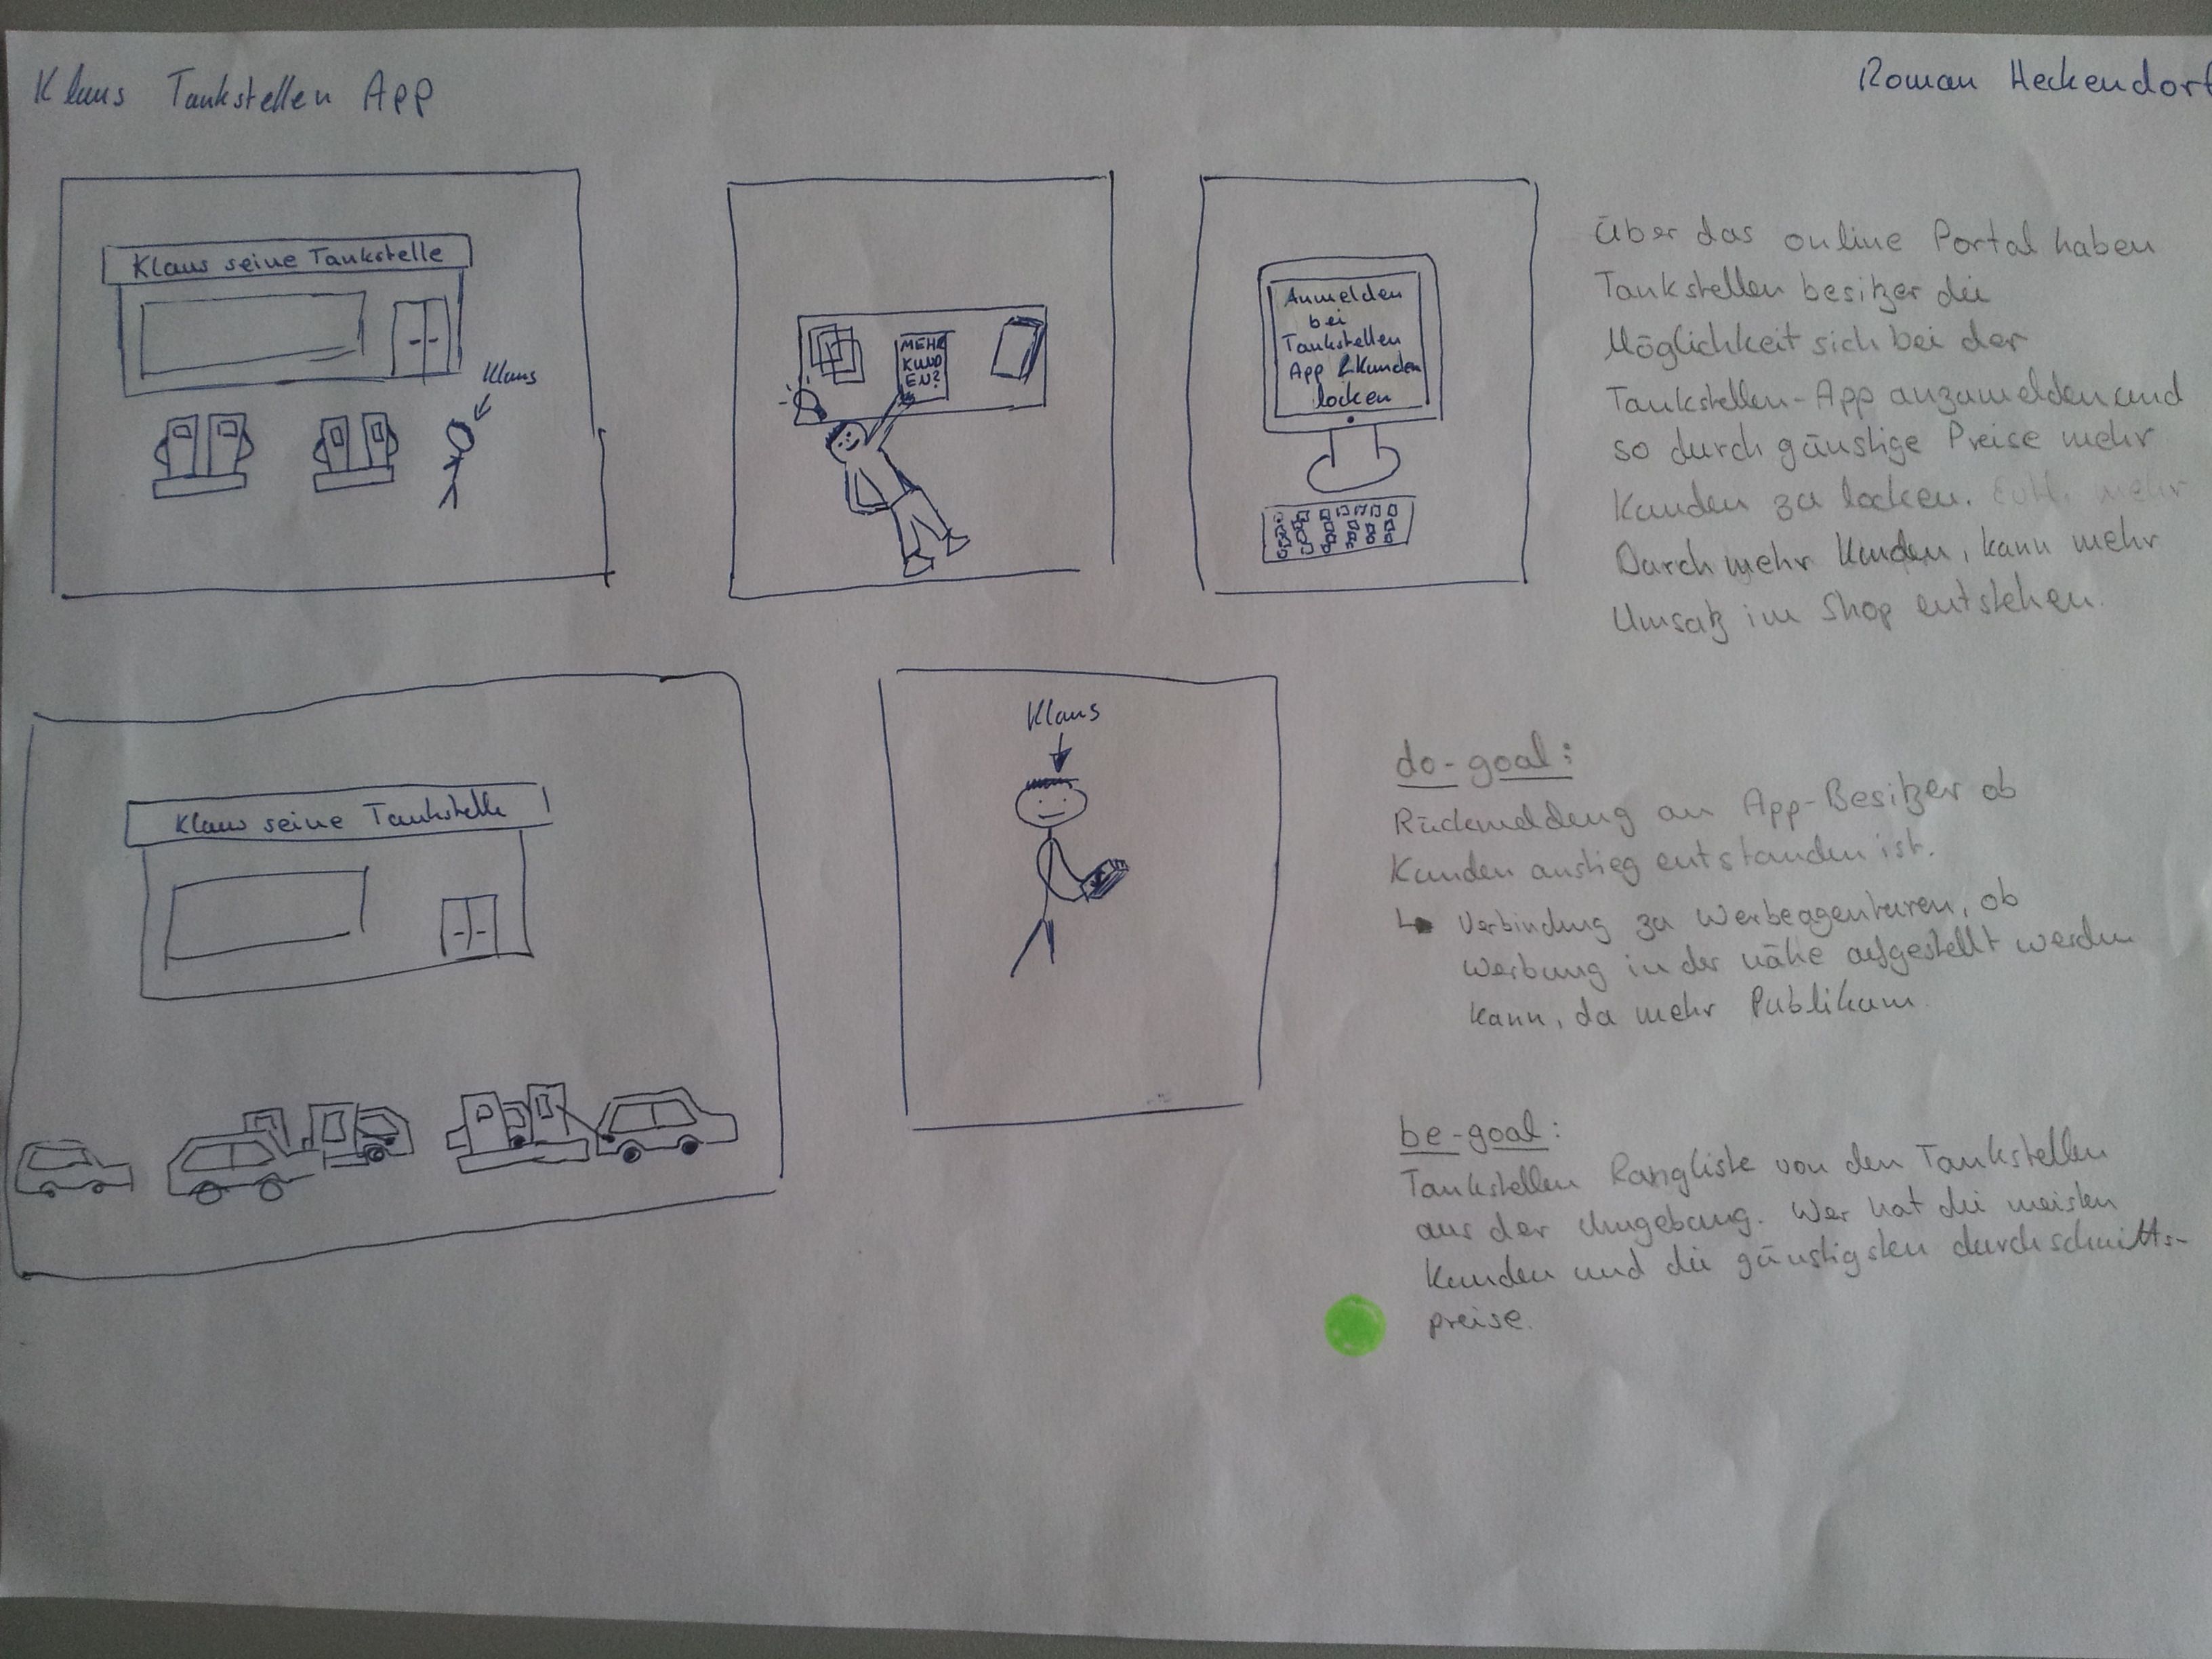 Klaus Tankstellen App
Roman Heckendorf
Klaus seine Tankstelle
Klaus
MEHR
KUND
EN?
Anmelden
bei
Tankstellen
App & Kunden
locken
Über das online Portal haben
Tankstellen besitzer die
Möglichkeit sich bei der
Tankstellen-App anzumelden und
so durch günstige Preise mehr
Kunden zu locken. mehr
Durch mehr Kunden, kann mehr
Umsatz im Shop entstehen.
Klaus seine Tankstelle
Klaus
do-goal:
Rückmeldung an App-Besitzer ob
Kunden anstieg entstanden ist.
↳ Verbindung zu Werbeagenturen, ob
Werbung in der nähe aufgestellt werden
kann, da mehr Publikum.
be-goal:
Tankstellen Rangliste von den Tankstellen
aus der Umgebung. Wer hat die meisten
Kunden und die günstigsten durchschnitts-
preise.